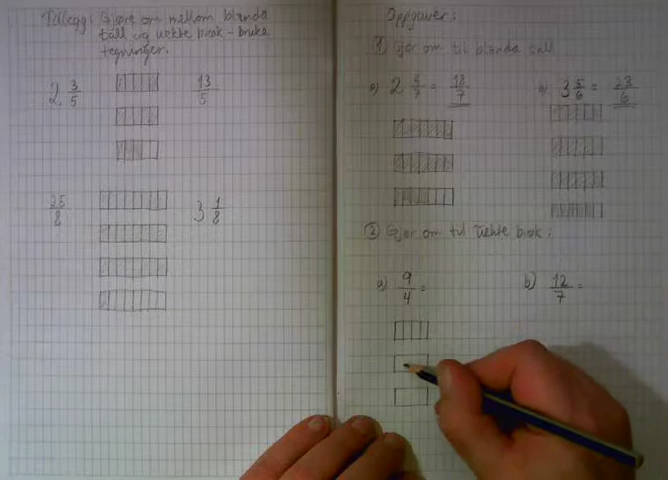 Tillegg: Gjøre om mellom blanda
tall og uekte brøk - bruke
tegninger.
2 3/5
13/5
25/8
3 1/8
Oppgaver:
1 Gjør om til blanda tall
a) 2 4/7 = 18/7
b) 3 5/6 = 23/6
2 Gjør om til uekte brøk:
a) 9/4 =
b) 12/7 =